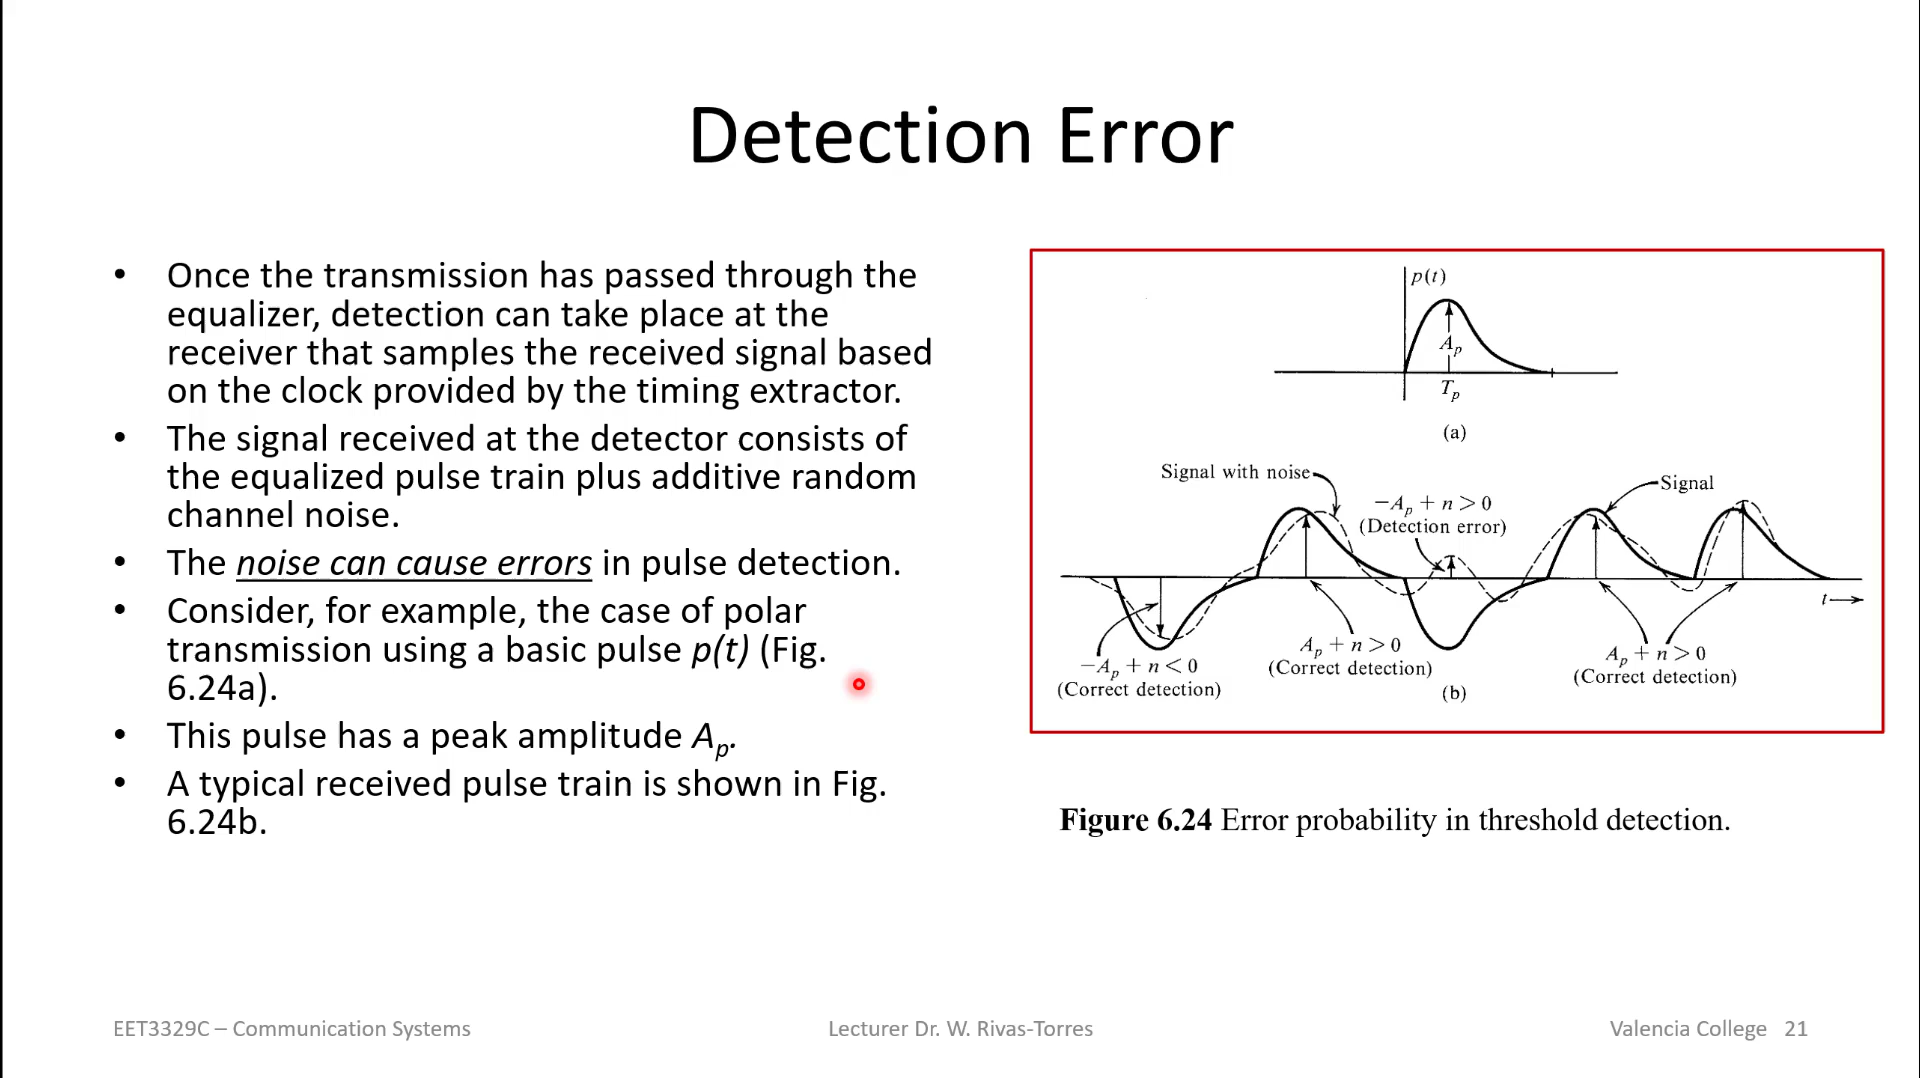 Detection Error
• Once the transmission has passed through the
equalizer, detection can take place at the
receiver that samples the received signal based
on the clock provided by the timing extractor.
• The signal received at the detector consists of
the equalized pulse train plus additive random
channel noise.
• The noise can cause errors in pulse detection.
• Consider, for example, the case of polar
transmission using a basic pulse p(t) (Fig.
6.24a).
• This pulse has a peak amplitude Ap.
• A typical received pulse train is shown in Fig.
6.24b.
p(t)
Ap
Tp
(a)
Signal with noise
−Ap + n > 0
(Detection error)
Signal
t
−Ap + n < 0
(Correct detection)
Ap + n > 0
(Correct detection)
Ap + n > 0
(Correct detection)
(b)
Figure 6.24 Error probability in threshold detection.
EET3329C – Communication Systems
Lecturer Dr. W. Rivas-Torres
Valencia College 21